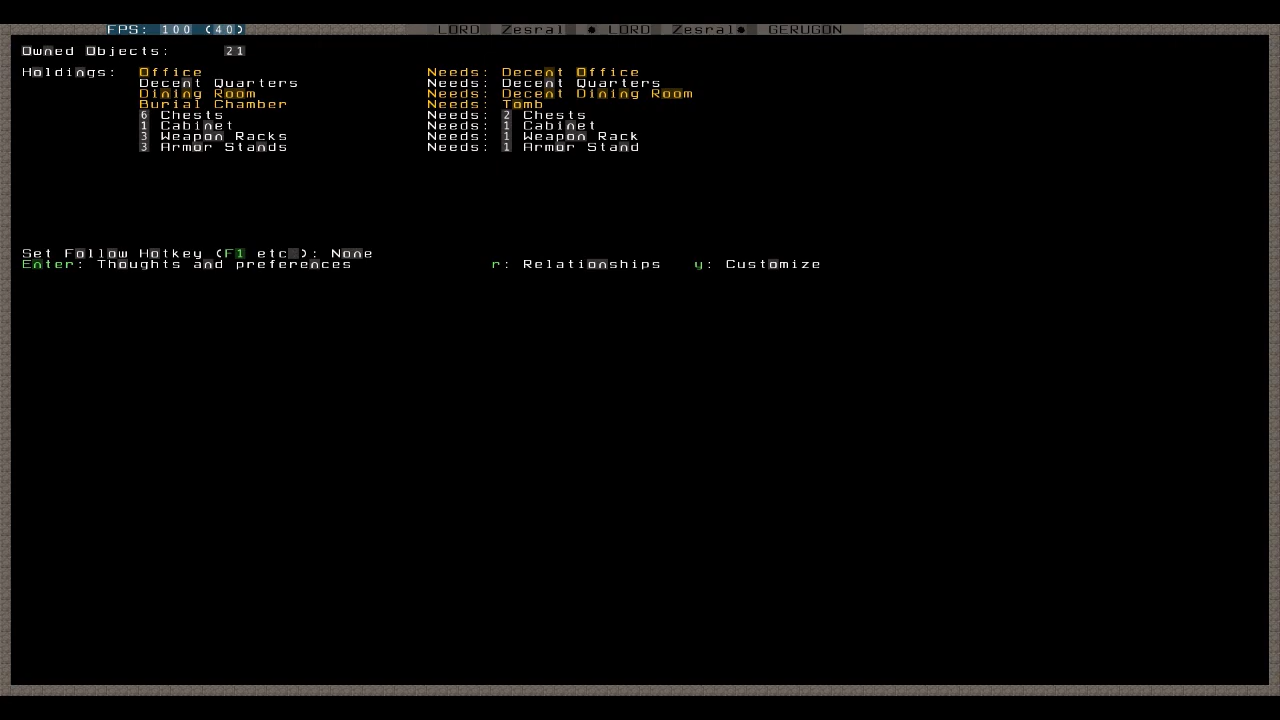 FPS: 100 (40) LORD Zesral • LORD Zesral• GERUGON
Owned Objects: 21
Holdings: Office Needs: Decent Office
Decent Quarters Needs: Decent Quarters
Dining Room Needs: Decent Dining Room
Burial Chamber Needs: Tomb
6 Chests Needs: 2 Chests
1 Cabinet Needs: 1 Cabinet
3 Weapon Racks Needs: 1 Weapon Rack
3 Armor Stands Needs: 1 Armor Stand
Set Follow Hotkey (F1 etc.): None
Enter: Thoughts and preferences r: Relationships y: Customize